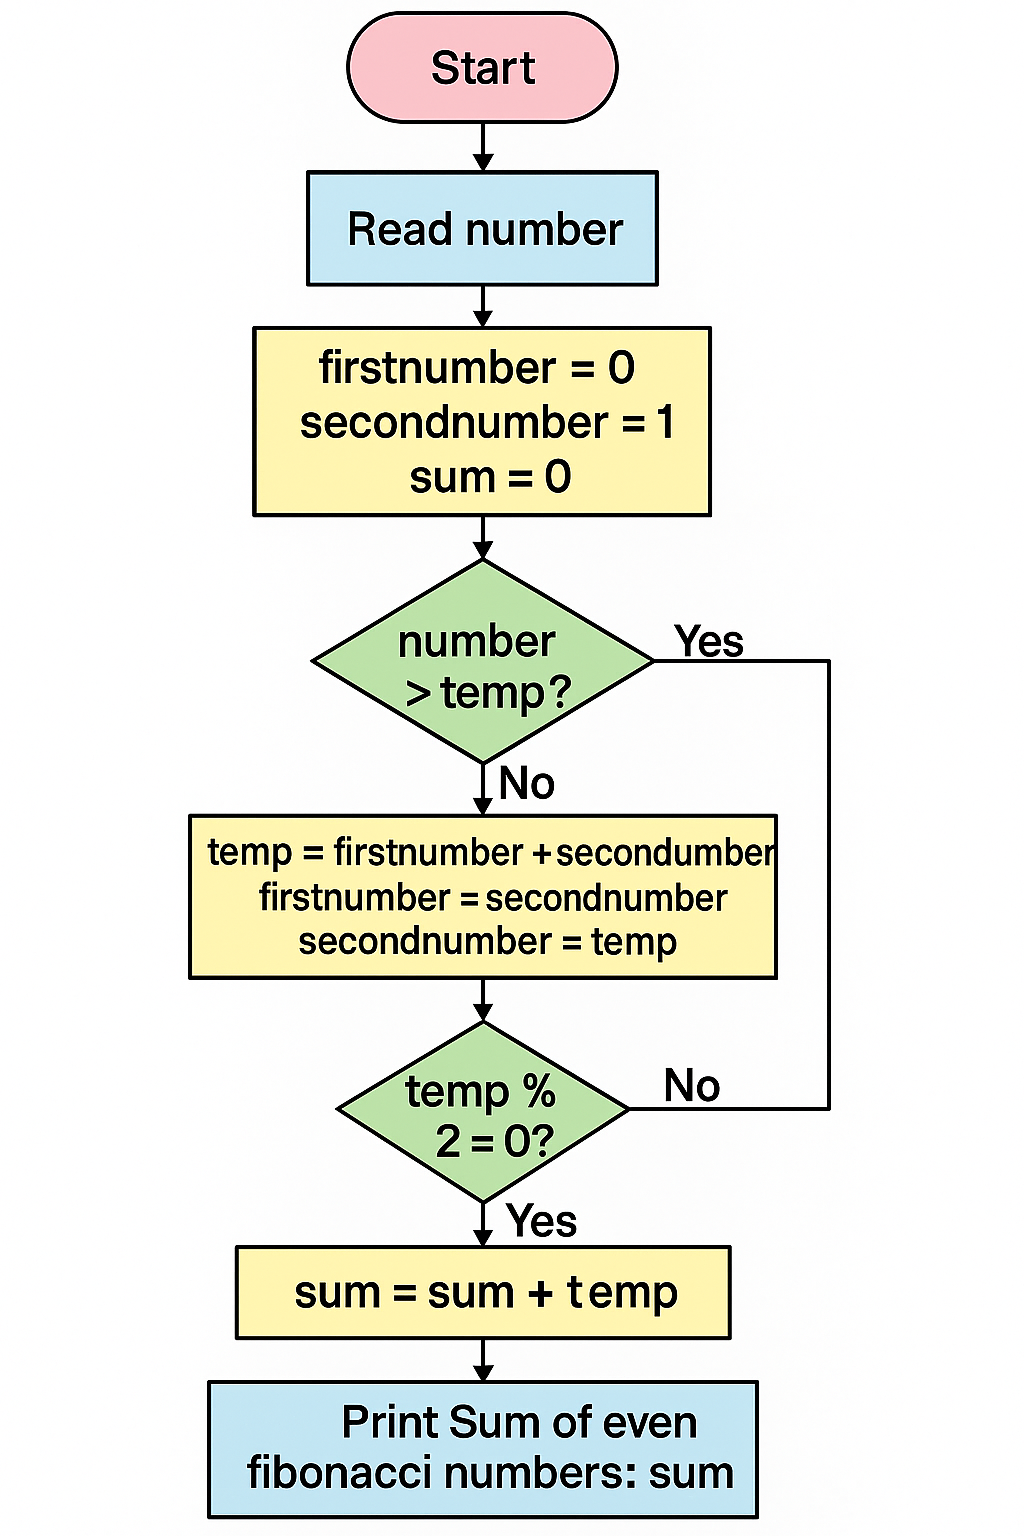 Start
Read number
firstnumber = 0
secondnumber = 1
sum = 0
number
> temp?
Yes
No
temp = firstnumber + secondumber
firstnumber = secondnumber
secondnumber = temp
temp %
2 = 0?
No
Yes
sum = sum + temp
Print Sum of even
fibonacci numbers: sum